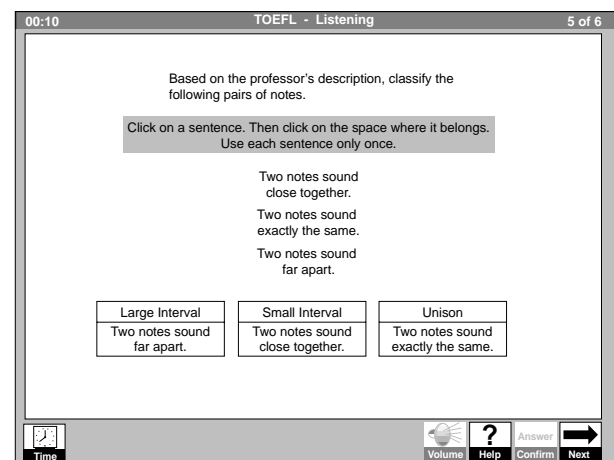 00:10 TOEFL - Listening 5 of 6
Based on the professor's description, classify the
following pairs of notes.
Click on a sentence. Then click on the space where it belongs.
Use each sentence only once.
Two notes sound
close together.
Two notes sound
exactly the same.
Two notes sound
far apart.
Large Interval
Two notes sound
far apart.
Small Interval
Two notes sound
close together.
Unison
Two notes sound
exactly the same.
Time
Volume
?
Help
Answer
Confirm
Next